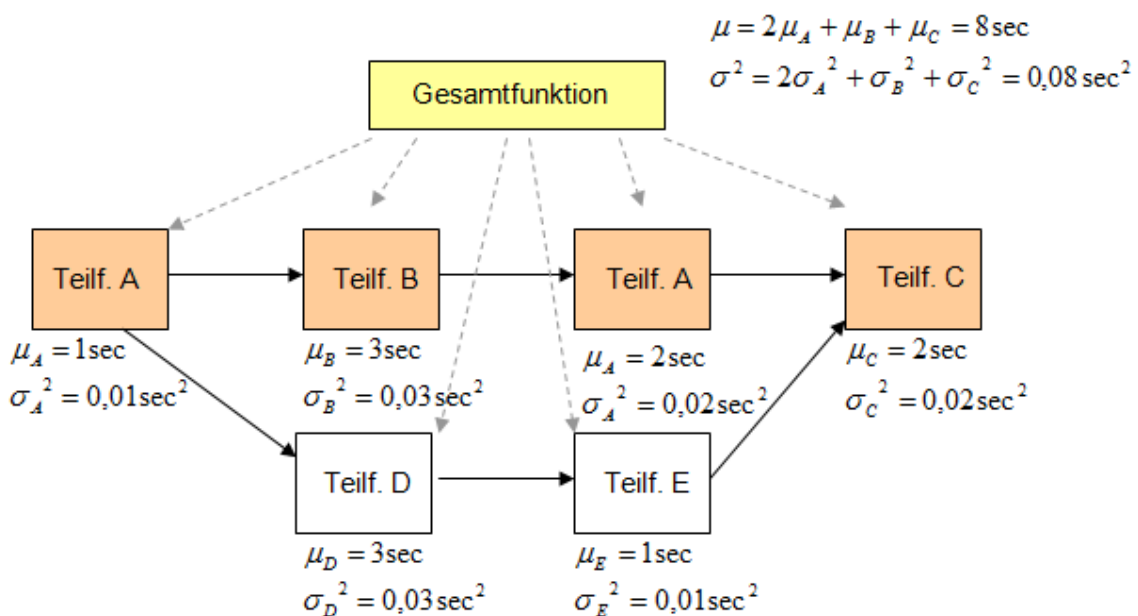 μ = 2μ_A + μ_B + μ_C = 8sec
σ² = 2σ_A² + σ_B² + σ_C² = 0,08sec²
Gesamtfunktion
Teilf. A
Teilf. B
Teilf. A
Teilf. C
μ_A = 1sec
σ_A² = 0,01sec²
μ_B = 3sec
σ_B² = 0,03sec²
μ_A = 2sec
σ_A² = 0,02sec²
μ_C = 2sec
σ_C² = 0,02sec²
Teilf. D
Teilf. E
μ_D = 3sec
σ_D² = 0,03sec²
μ_E = 1sec
σ_E² = 0,01sec²